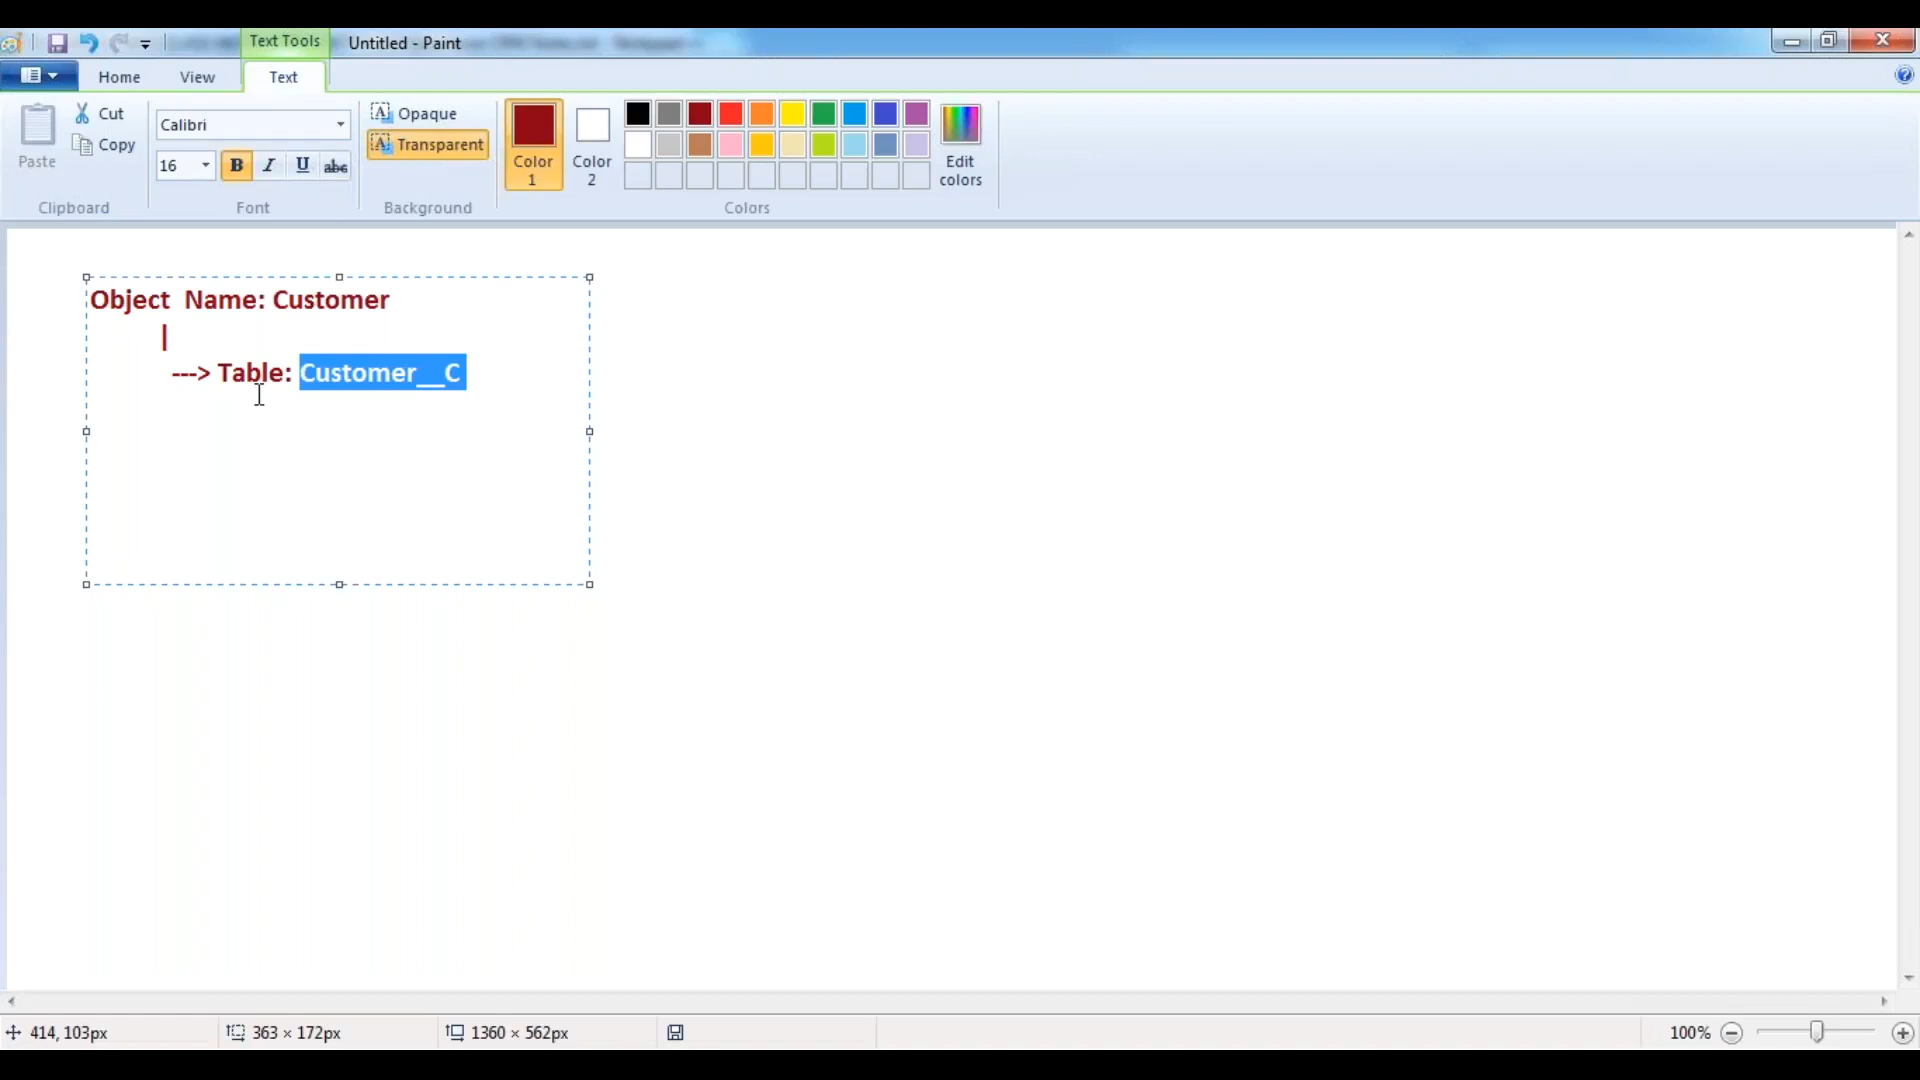 Text Tools
Untitled - Paint
Home
View
Text
Paste
Cut
Copy
Clipboard
Calibri
16
B
I
U
abc
Font
Opaque
Transparent
Background
Color
1
Color
2
Edit
colors
Colors
Object  Name: Customer
|
---> Table: Customer__C
414, 103px
363 × 172px
1360 × 562px
100%